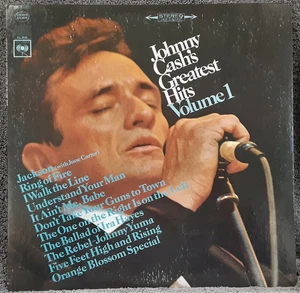 STEREO
Johnny
Cash's
Greatest
Hits
Volume 1
Jackson (with June Carter)
Ring of Fire
I Walk the Line
Understand Your Man
It Ain't Me, Babe
Don't Take Your Guns to Town
The One on the Right Is on the Left
The Ballad of Ira Hayes
The Rebel-Johnny Yuma
Five Feet High and Rising
Orange Blossom Special